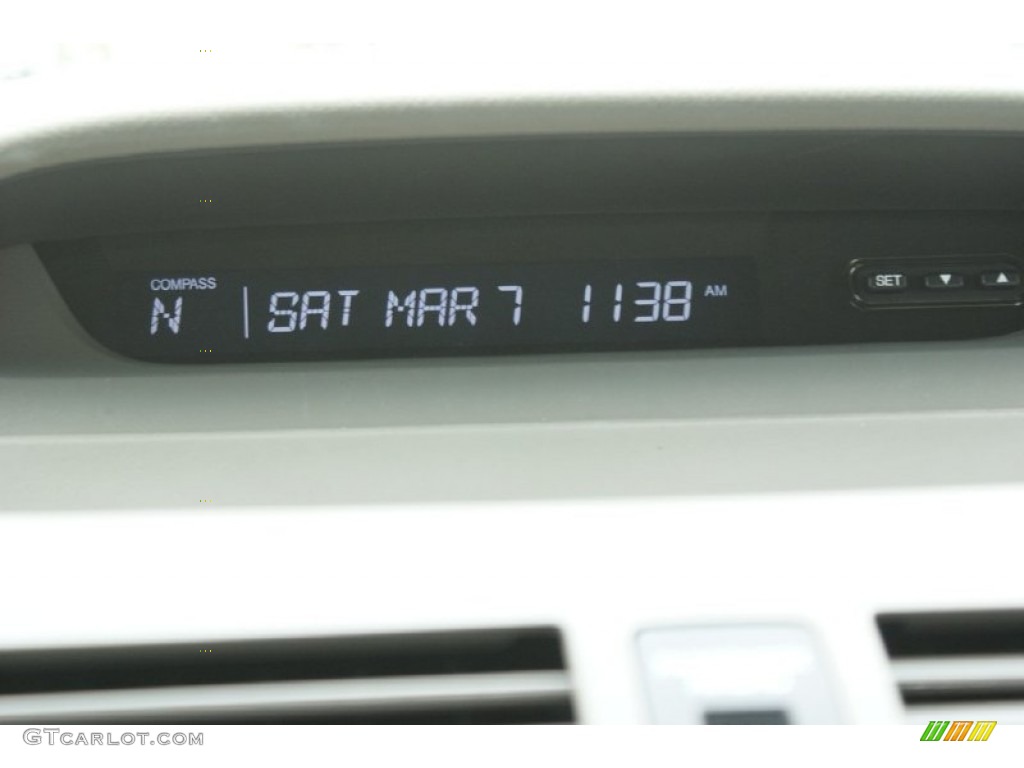 COMPASS
N SAT MAR 7 1138 AM
SET
GTCARLOT.COM